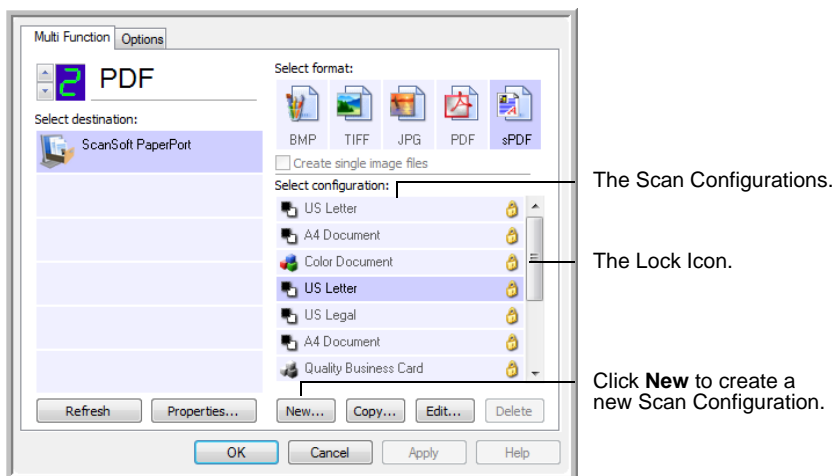 Multi Function Options
2 PDF
Select destination:
ScanSoft PaperPort
Refresh Properties...
Select format:
BMP TIFF JPG PDF sPDF
Create single image files
Select configuration:
US Letter
A4 Document
Color Document
US Letter
US Legal
A4 Document
Quality Business Card
New... Copy... Edit... Delete
OK Cancel Apply Help
The Scan Configurations.
The Lock Icon.
Click New to create a
new Scan Configuration.